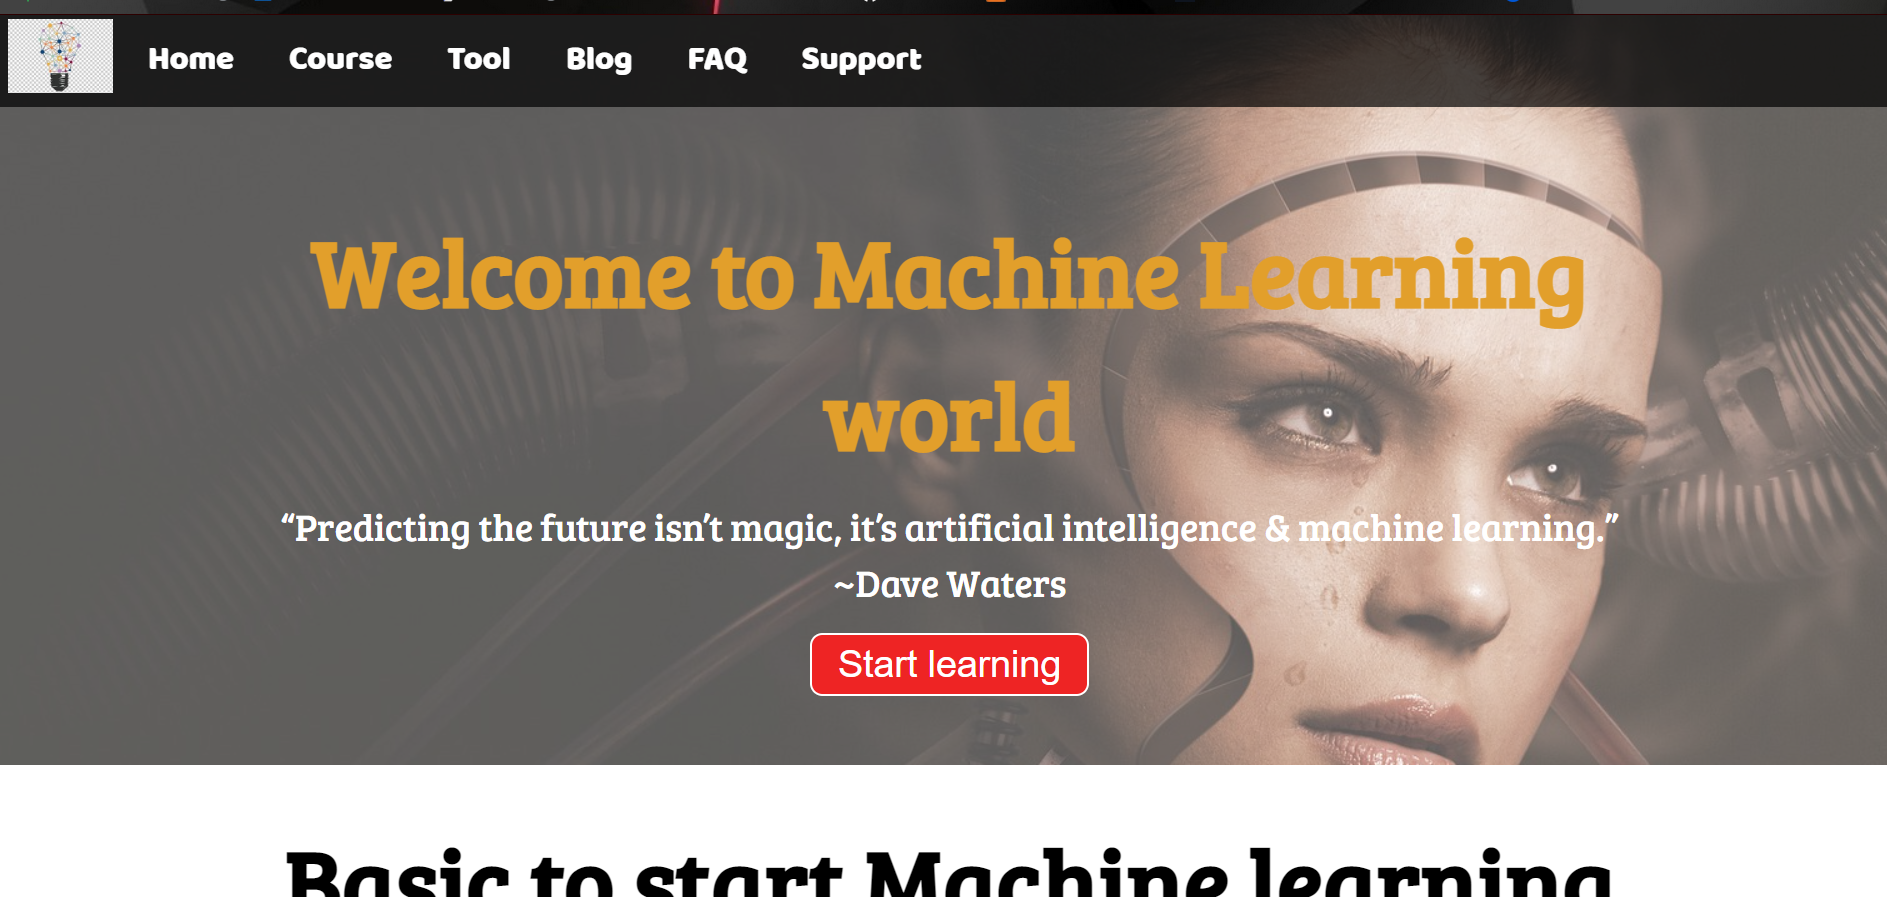 Home Course Tool Blog FAQ Support
Welcome to Machine Learning
world
“Predicting the future isn’t magic, it’s artificial intelligence & machine learning.”
~Dave Waters
Start learning
Basic to start Machine learning